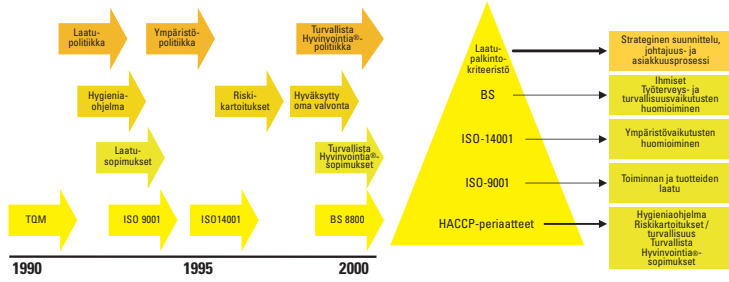 Laatu-
politiikka
Ympäristö-
politiikka
Turvallista
Hyvinvointia®-
politiikka
Hygienia-
ohjelma
Riski-
kartoitukset
Hyväksytty
oma valvonta
Laatu-
sopimukset
Turvallista
Hyvinvointia®-
sopimukset
TQM
ISO 9001
ISO14001
BS 8800
1990
1995
2000
Laatu-
palkinto-
kriteeristö
BS
ISO-14001
ISO-9001
HACCP-periaatteet
Strateginen suunnittelu,
johtajuus- ja
asiakkuusprosessi
Ihmiset
Työterveys- ja
turvallisuusvaikutusten
huomioiminen
Ympäristövaikutusten
huomioiminen
Toiminnan ja tuotteiden
laatu
Hygieniaohjelma
Riskikartoitukset /
turvallisuus
Turvallista
Hyvinvointia®-
sopimukset